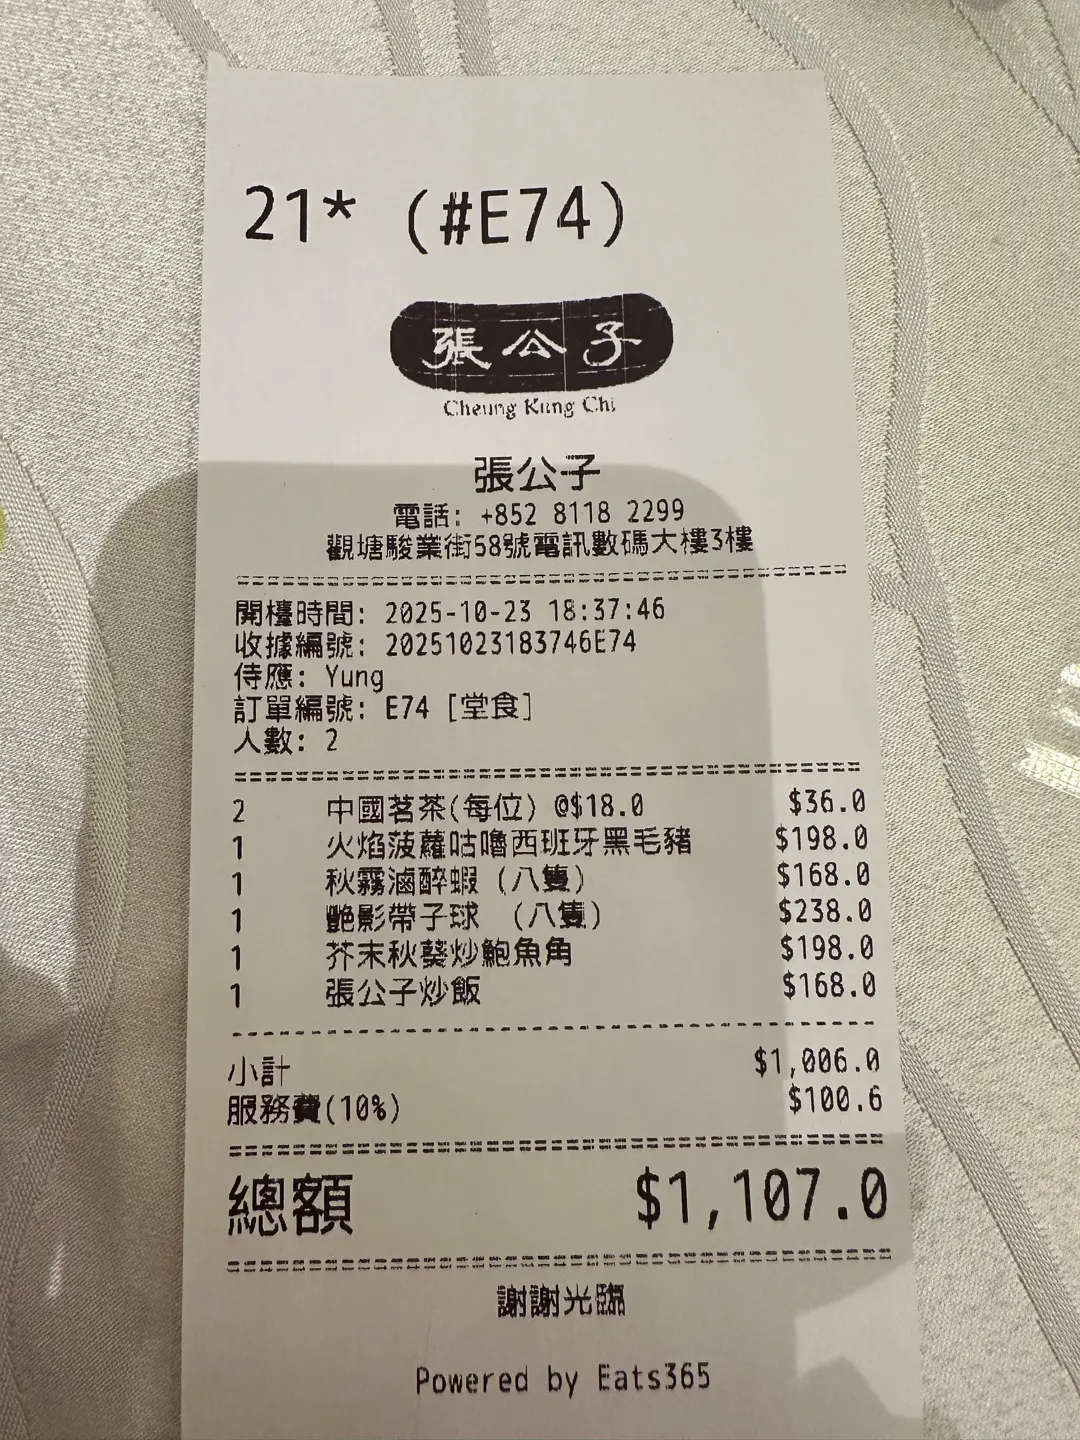 21* (#E74)
張公子
Cheung Kung Chi
張公子
電話: +852 8118 2299
觀塘駿業街58號電訊數碼大樓3樓
開檯時間: 2025-10-23 18:37:46
收據編號: 20251023183746E74
侍應: Yung
訂單編號: E74 [堂食]
人數: 2
2 中國茗茶(每位) @$18.0 $36.0
1 火焰菠蘿咕嚕西班牙黑毛豬 $198.0
1 秋霧滷醉蝦 (八隻) $168.0
1 艷影帶子球 (八隻) $238.0
1 芥末秋葵炒鮑魚角 $198.0
1 張公子炒飯 $168.0
小計 $1,006.0
服務費(10%) $100.6
總額 $1,107.0
謝謝光臨
Powered by Eats365